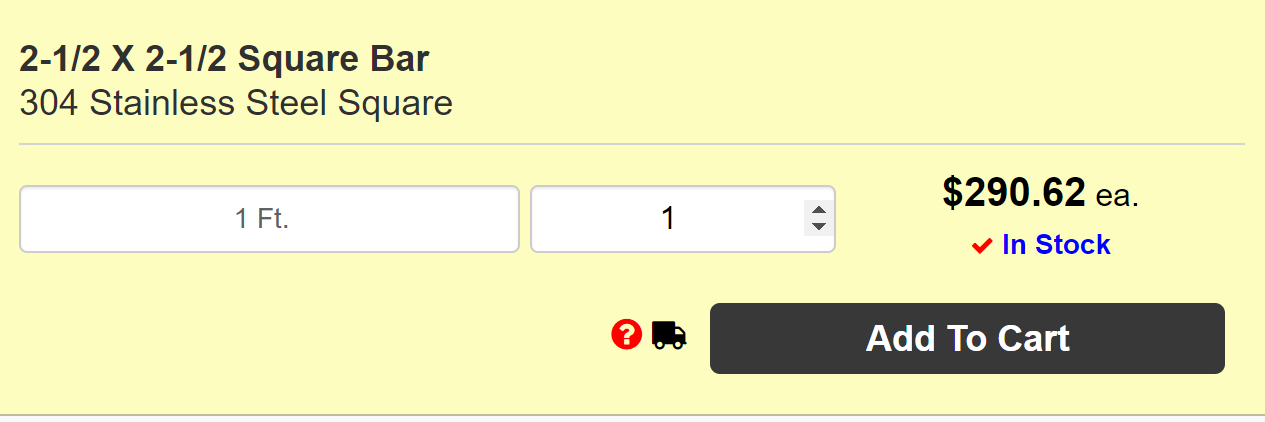 2-1/2 X 2-1/2 Square Bar
304 Stainless Steel Square
1 Ft.
1
$290.62 ea.
In Stock
?
Add To Cart